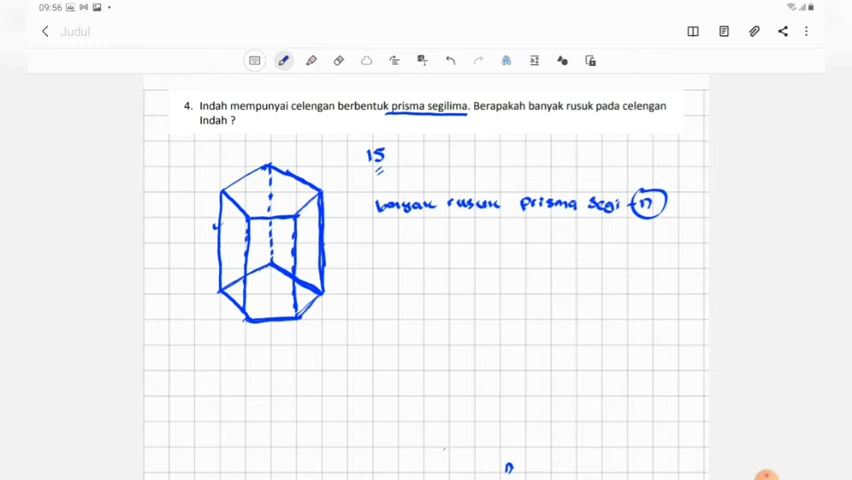 09:56
Judul
4. Indah mempunyai celengan berbentuk prisma segilima. Berapakah banyak rusuk pada celengan
Indah ?
15
banyak rusuk prisma segi - n
n